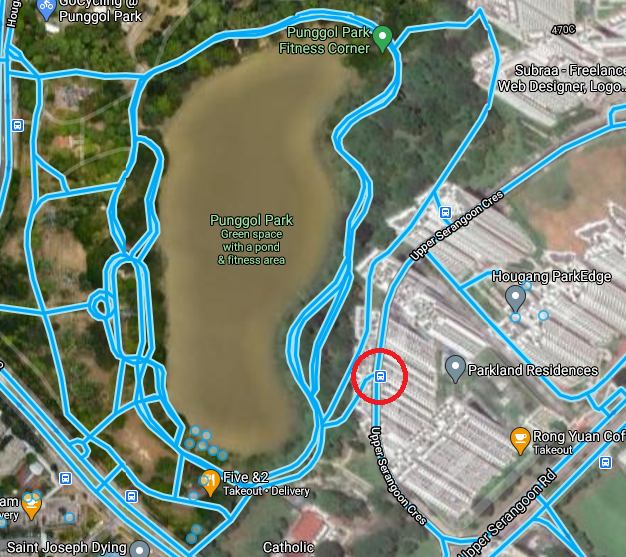 GoCycling @
Punggol Park
Houg
Punggol Park
Fitness Corner
470C
Subraa - Freelance
Web Designer, Logo...
Punggol Park
Green space
with a pond
& fitness area
Upper Serangoon Cres
Hougang ParkEdge
Parkland Residences
Rong Yuan Cof
Takeout
Upper Serangoon Cres
Upper Serangoon Rd
Five &2
Takeout • Delivery
am
very
Saint Joseph Dying
Catholic